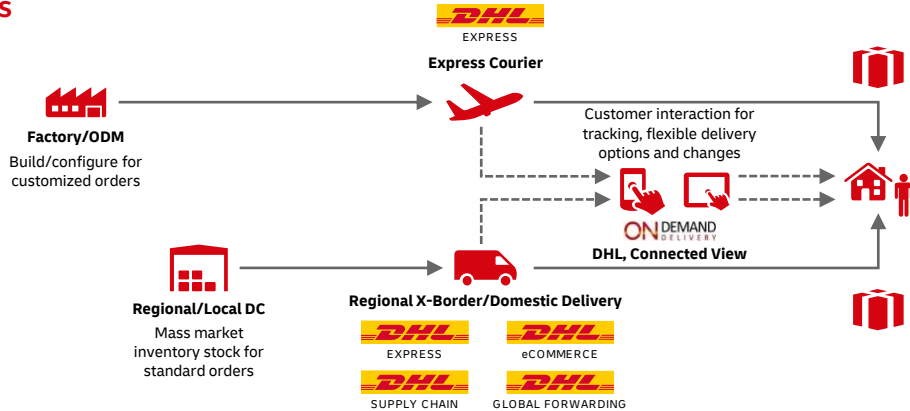 s
DHL
EXPRESS
Express Courier
Factory/ODM
Build/configure for
customized orders
Customer interaction for
tracking, flexible delivery
options and changes
ON DEMAND
DELIVERY
DHL, Connected View
Regional/Local DC
Mass market
inventory stock for
standard orders
Regional X-Border/Domestic Delivery
DHL
EXPRESS
DHL
eCOMMERCE
DHL
SUPPLY CHAIN
DHL
GLOBAL FORWARDING